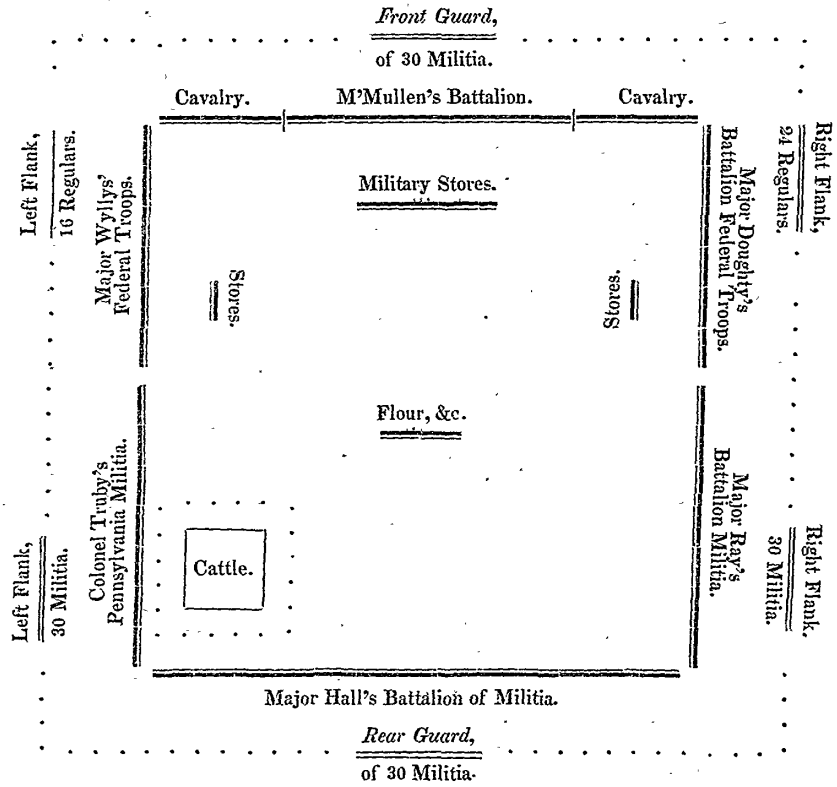 Front Guard,
of 30 Militia.
Cavalry.
M'Mullen's Battalion.
Cavalry.
Left Flank,
16 Regulars.
Major Wyllys'
Federal Troops.
Military Stores.
Major Doughty's
Battalion Federal Troops.
Right Flank,
24 Regulars.
Stores.
Stores.
Flour, &c.
Left Flank,
30 Militia.
Colonel Truby's
Pennsylvania Militia.
Cattle.
Major Ray's
Battalion Militia.
Right Flank.
30 Militia.
Major Hall's Battalion of Militia.
Rear Guard,
of 30 Militia.